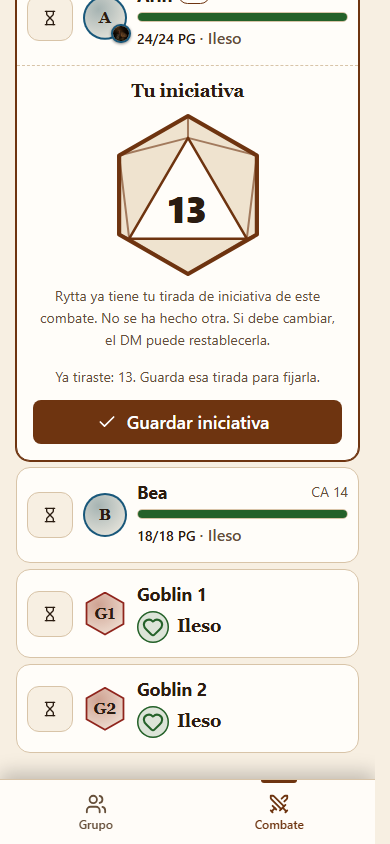 A
24/24 PG · Ileso
Tu iniciativa
13
Rytta ya tiene tu tirada de iniciativa de este
combate. No se ha hecho otra. Si debe cambiar,
el DM puede restablecerla.
Ya tiraste: 13. Guarda esa tirada para fijarla.
Guardar iniciativa
B
Bea
CA 14
18/18 PG · Ileso
G1
Goblin 1
Ileso
G2
Goblin 2
Ileso
Grupo
Combate